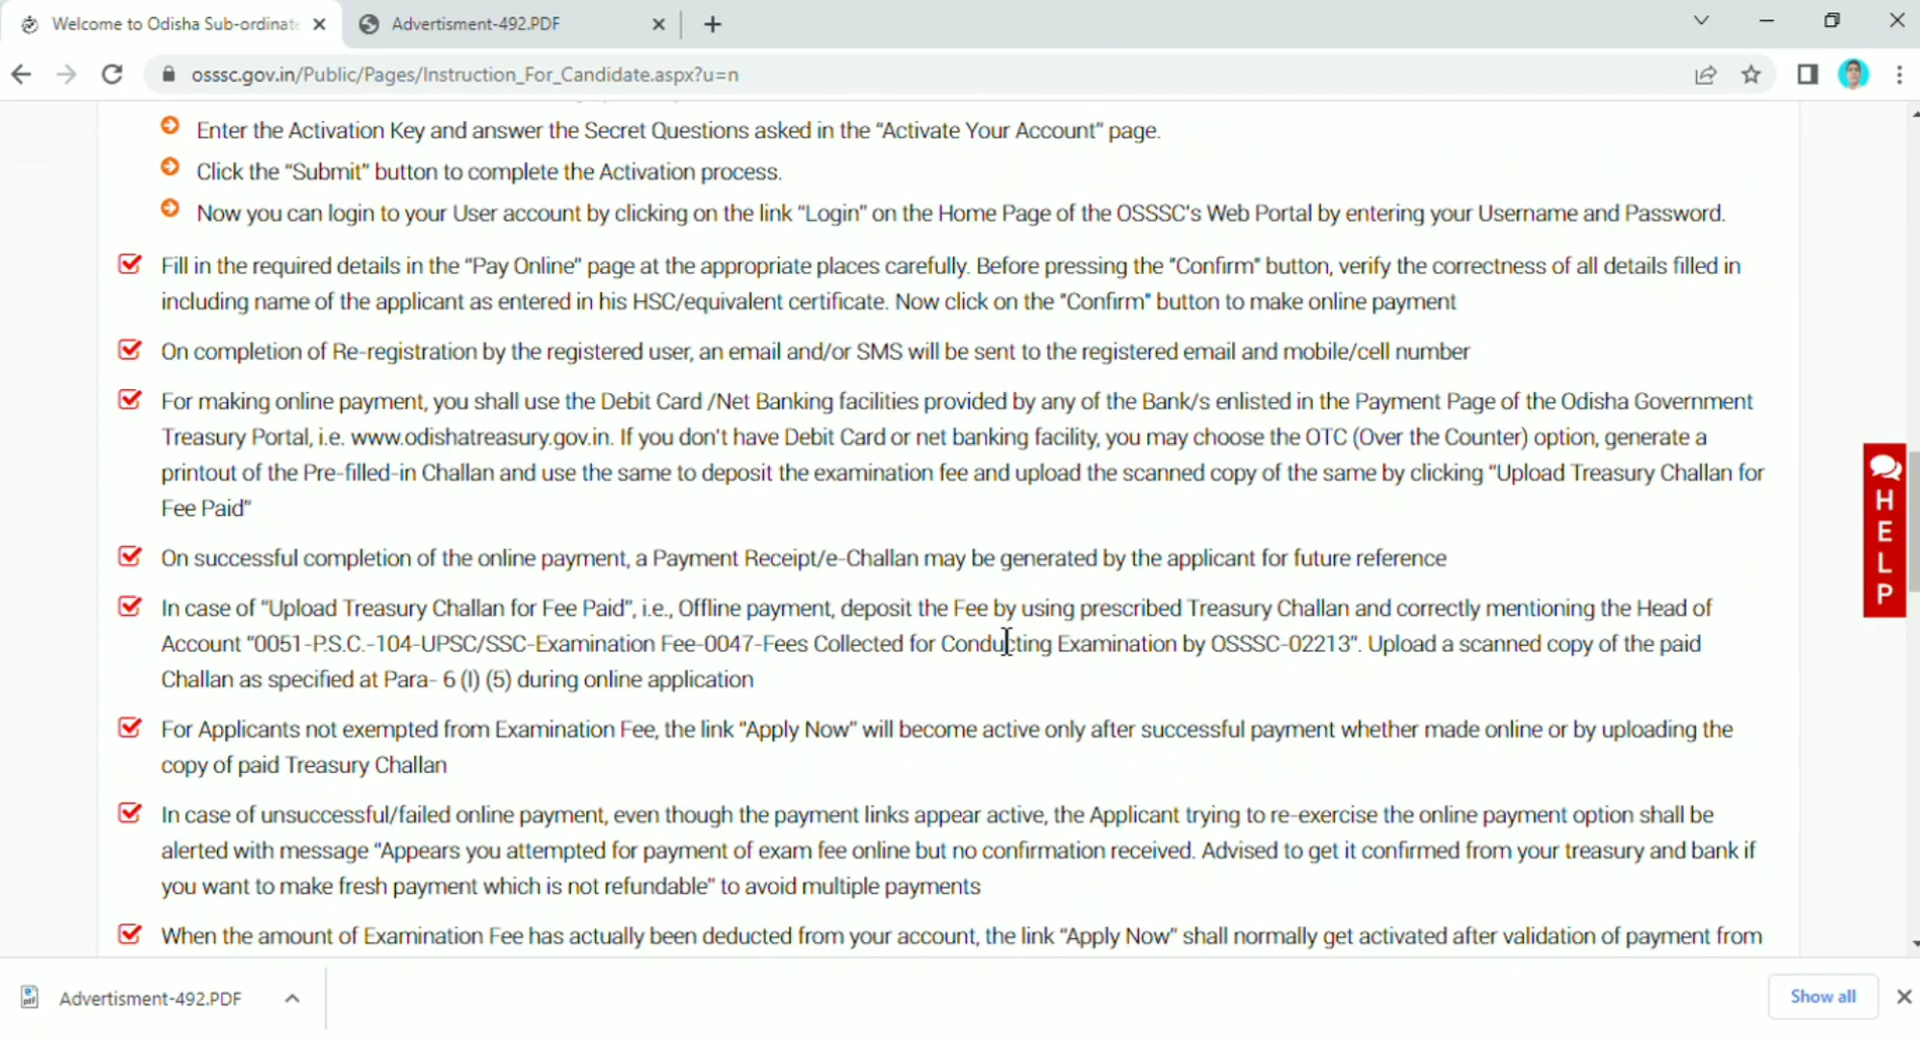 Welcome to Odisha Sub-ordinate
Advertisment-492.PDF
osssc.gov.in/Public/Pages/Instruction_For_Candidate.aspx?u=n
Enter the Activation Key and answer the Secret Questions asked in the "Activate Your Account" page.
Click the "Submit" button to complete the Activation process.
Now you can login to your User account by clicking on the link "Login" on the Home Page of the OSSSC's Web Portal by entering your Username and Password.
Fill in the required details in the "Pay Online" page at the appropriate places carefully. Before pressing the "Confirm" button, verify the correctness of all details filled in
including name of the applicant as entered in his HSC/equivalent certificate. Now click on the "Confirm" button to make online payment
On completion of Re-registration by the registered user, an email and/or SMS will be sent to the registered email and mobile/cell number
For making online payment, you shall use the Debit Card /Net Banking facilities provided by any of the Bank/s enlisted in the Payment Page of the Odisha Government
Treasury Portal, i.e. www.odishatreasury.gov.in. If you don't have Debit Card or net banking facility, you may choose the OTC (Over the Counter) option, generate a
printout of the Pre-filled-in Challan and use the same to deposit the examination fee and upload the scanned copy of the same by clicking "Upload Treasury Challan for
Fee Paid"
On successful completion of the online payment, a Payment Receipt/e-Challan may be generated by the applicant for future reference
In case of "Upload Treasury Challan for Fee Paid", i.e., Offline payment, deposit the Fee by using prescribed Treasury Challan and correctly mentioning the Head of
Account "0051-P.S.C.-104-UPSC/SSC-Examination Fee-0047-Fees Collected for Conducting Examination by OSSSC-02213". Upload a scanned copy of the paid
Challan as specified at Para- 6 (I) (5) during online application
For Applicants not exempted from Examination Fee, the link "Apply Now" will become active only after successful payment whether made online or by uploading the
copy of paid Treasury Challan
In case of unsuccessful/failed online payment, even though the payment links appear active, the Applicant trying to re-exercise the online payment option shall be
alerted with message "Appears you attempted for payment of exam fee online but no confirmation received. Advised to get it confirmed from your treasury and bank if
you want to make fresh payment which is not refundable" to avoid multiple payments
When the amount of Examination Fee has actually been deducted from your account, the link "Apply Now" shall normally get activated after validation of payment from
HELP
Advertisment-492.PDF
Show all